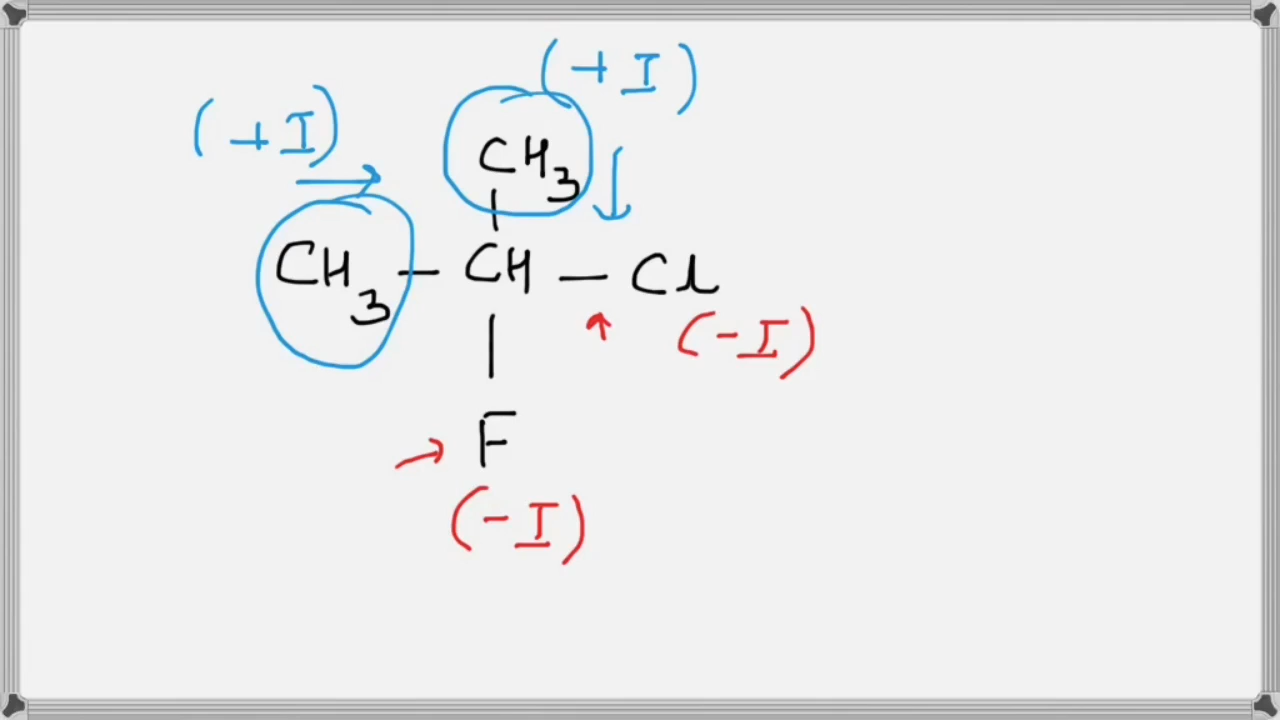 (+I)
(+I)
CH3
CH3 - CH - Cl
(-I)
F
(-I)